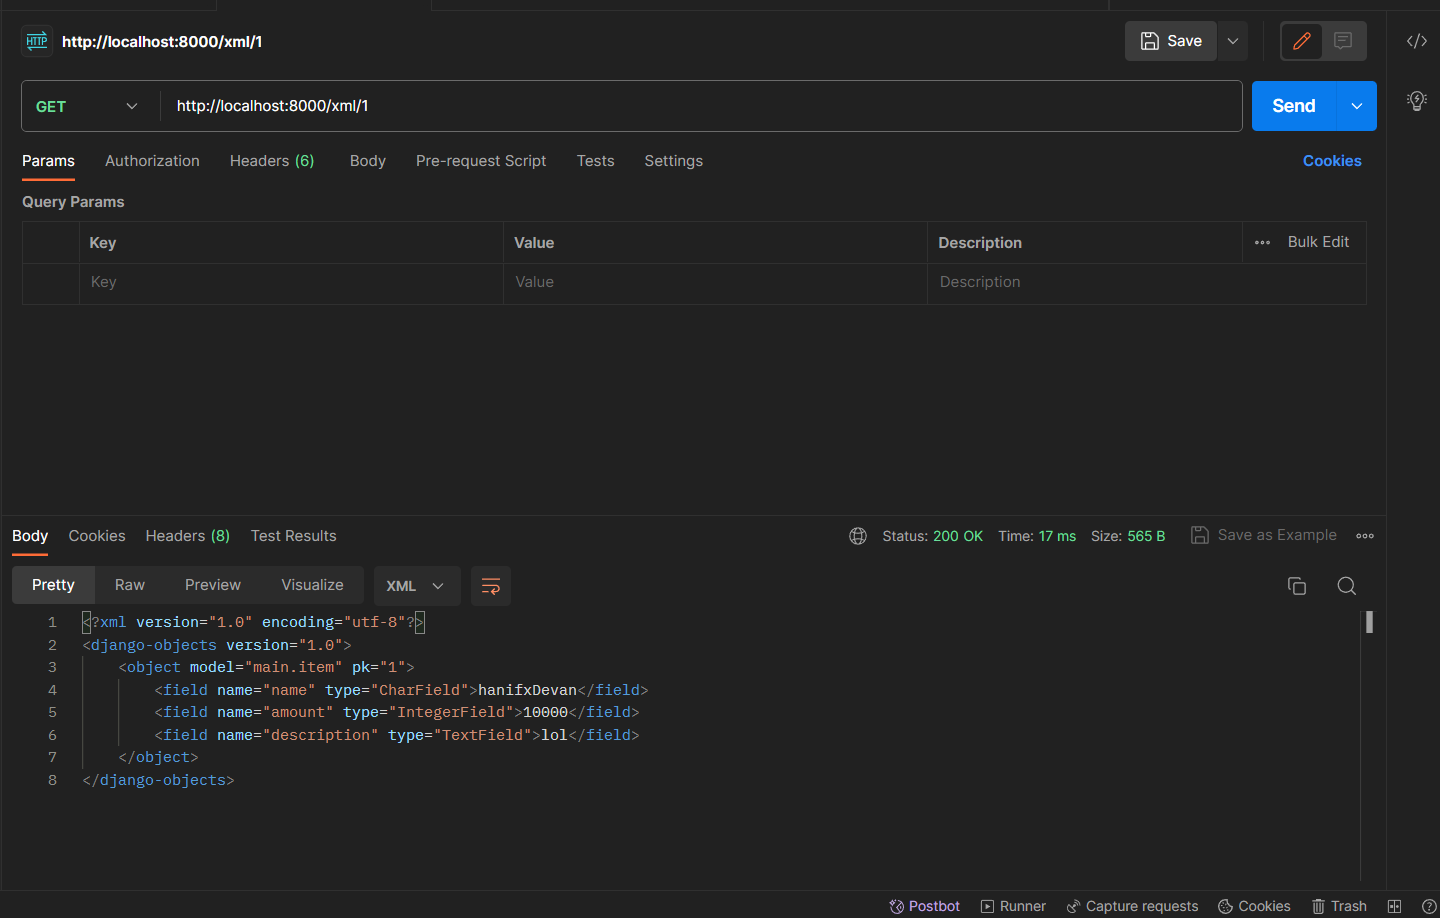 HTTP http://localhost:8000/xml/1
Save
GET http://localhost:8000/xml/1
Send
Params Authorization Headers (6) Body Pre-request Script Tests Settings Cookies
Query Params
Key Value Description Bulk Edit
Key Value Description
Body Cookies Headers (8) Test Results Status: 200 OK Time: 17 ms Size: 565 B Save as Example
Pretty Raw Preview Visualize XML
1 <?xml version="1.0" encoding="utf-8"?>
2 <django-objects version="1.0">
3 <object model="main.item" pk="1">
4 <field name="name" type="CharField">hanifxDevan</field>
5 <field name="amount" type="IntegerField">10000</field>
6 <field name="description" type="TextField">lol</field>
7 </object>
8 </django-objects>
Postbot Runner Capture requests Cookies Trash